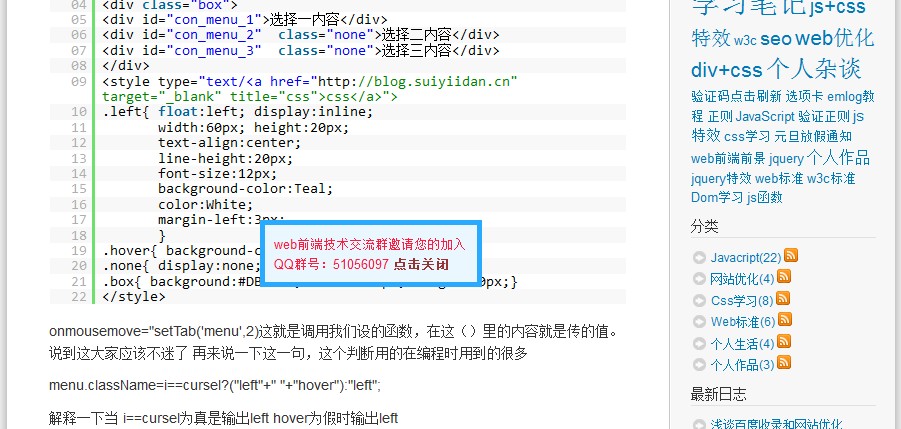 04 <div class="box">
05 <div id="con_menu_1">选择一内容</div>
06 <div id="con_menu_2"  class="none">选择二内容</div>
07 <div id="con_menu_3"  class="none">选择三内容</div>
08 </div>
09 <style type="text/<a href="http://blog.suiyiidan.cn"
target="_blank" title="css">css</a>">
10 .left{ float:left; display:inline;
11 width:60px; height:20px;
12 text-align:center;
13 line-height:20px;
14 font-size:12px;
15 background-color:Teal;
16 color:White;
17 margin-left:3px;
18 }
19 .hover{ background-c
20 .none{ display:none;
21 .box{ background:#DB 0px;}
22 </style>
web前端技术交流群邀请您的加入
QQ群号：51056097 点击关闭
onmousemove="setTab('menu',2)这就是调用我们设的函数，在这（）里的内容就是传的值。
说到这大家应该不迷了 再来说一下这一句，这个判断用的在编程时用到的很多
menu.className=i==cursel?("left"+" "+"hover"):"left";
解释一下当 i==cursel为真是输出left hover为假时输出left
学习笔记 js+css
特效 w3c seo web优化
div+css 个人杂谈
验证码点击刷新 选项卡 emlog教
程 正则 JavaScript 验证正则 js
特效 css学习 元旦放假通知
web前端前景 jquery 个人作品
jquery特效 web标准 w3c标准
Dom学习 js函数
分类
Javacript(22)
网站优化(4)
Css学习(8)
Web标准(6)
个人生活(4)
个人作品(3)
最新日志
浅谈百度收录和网站优化